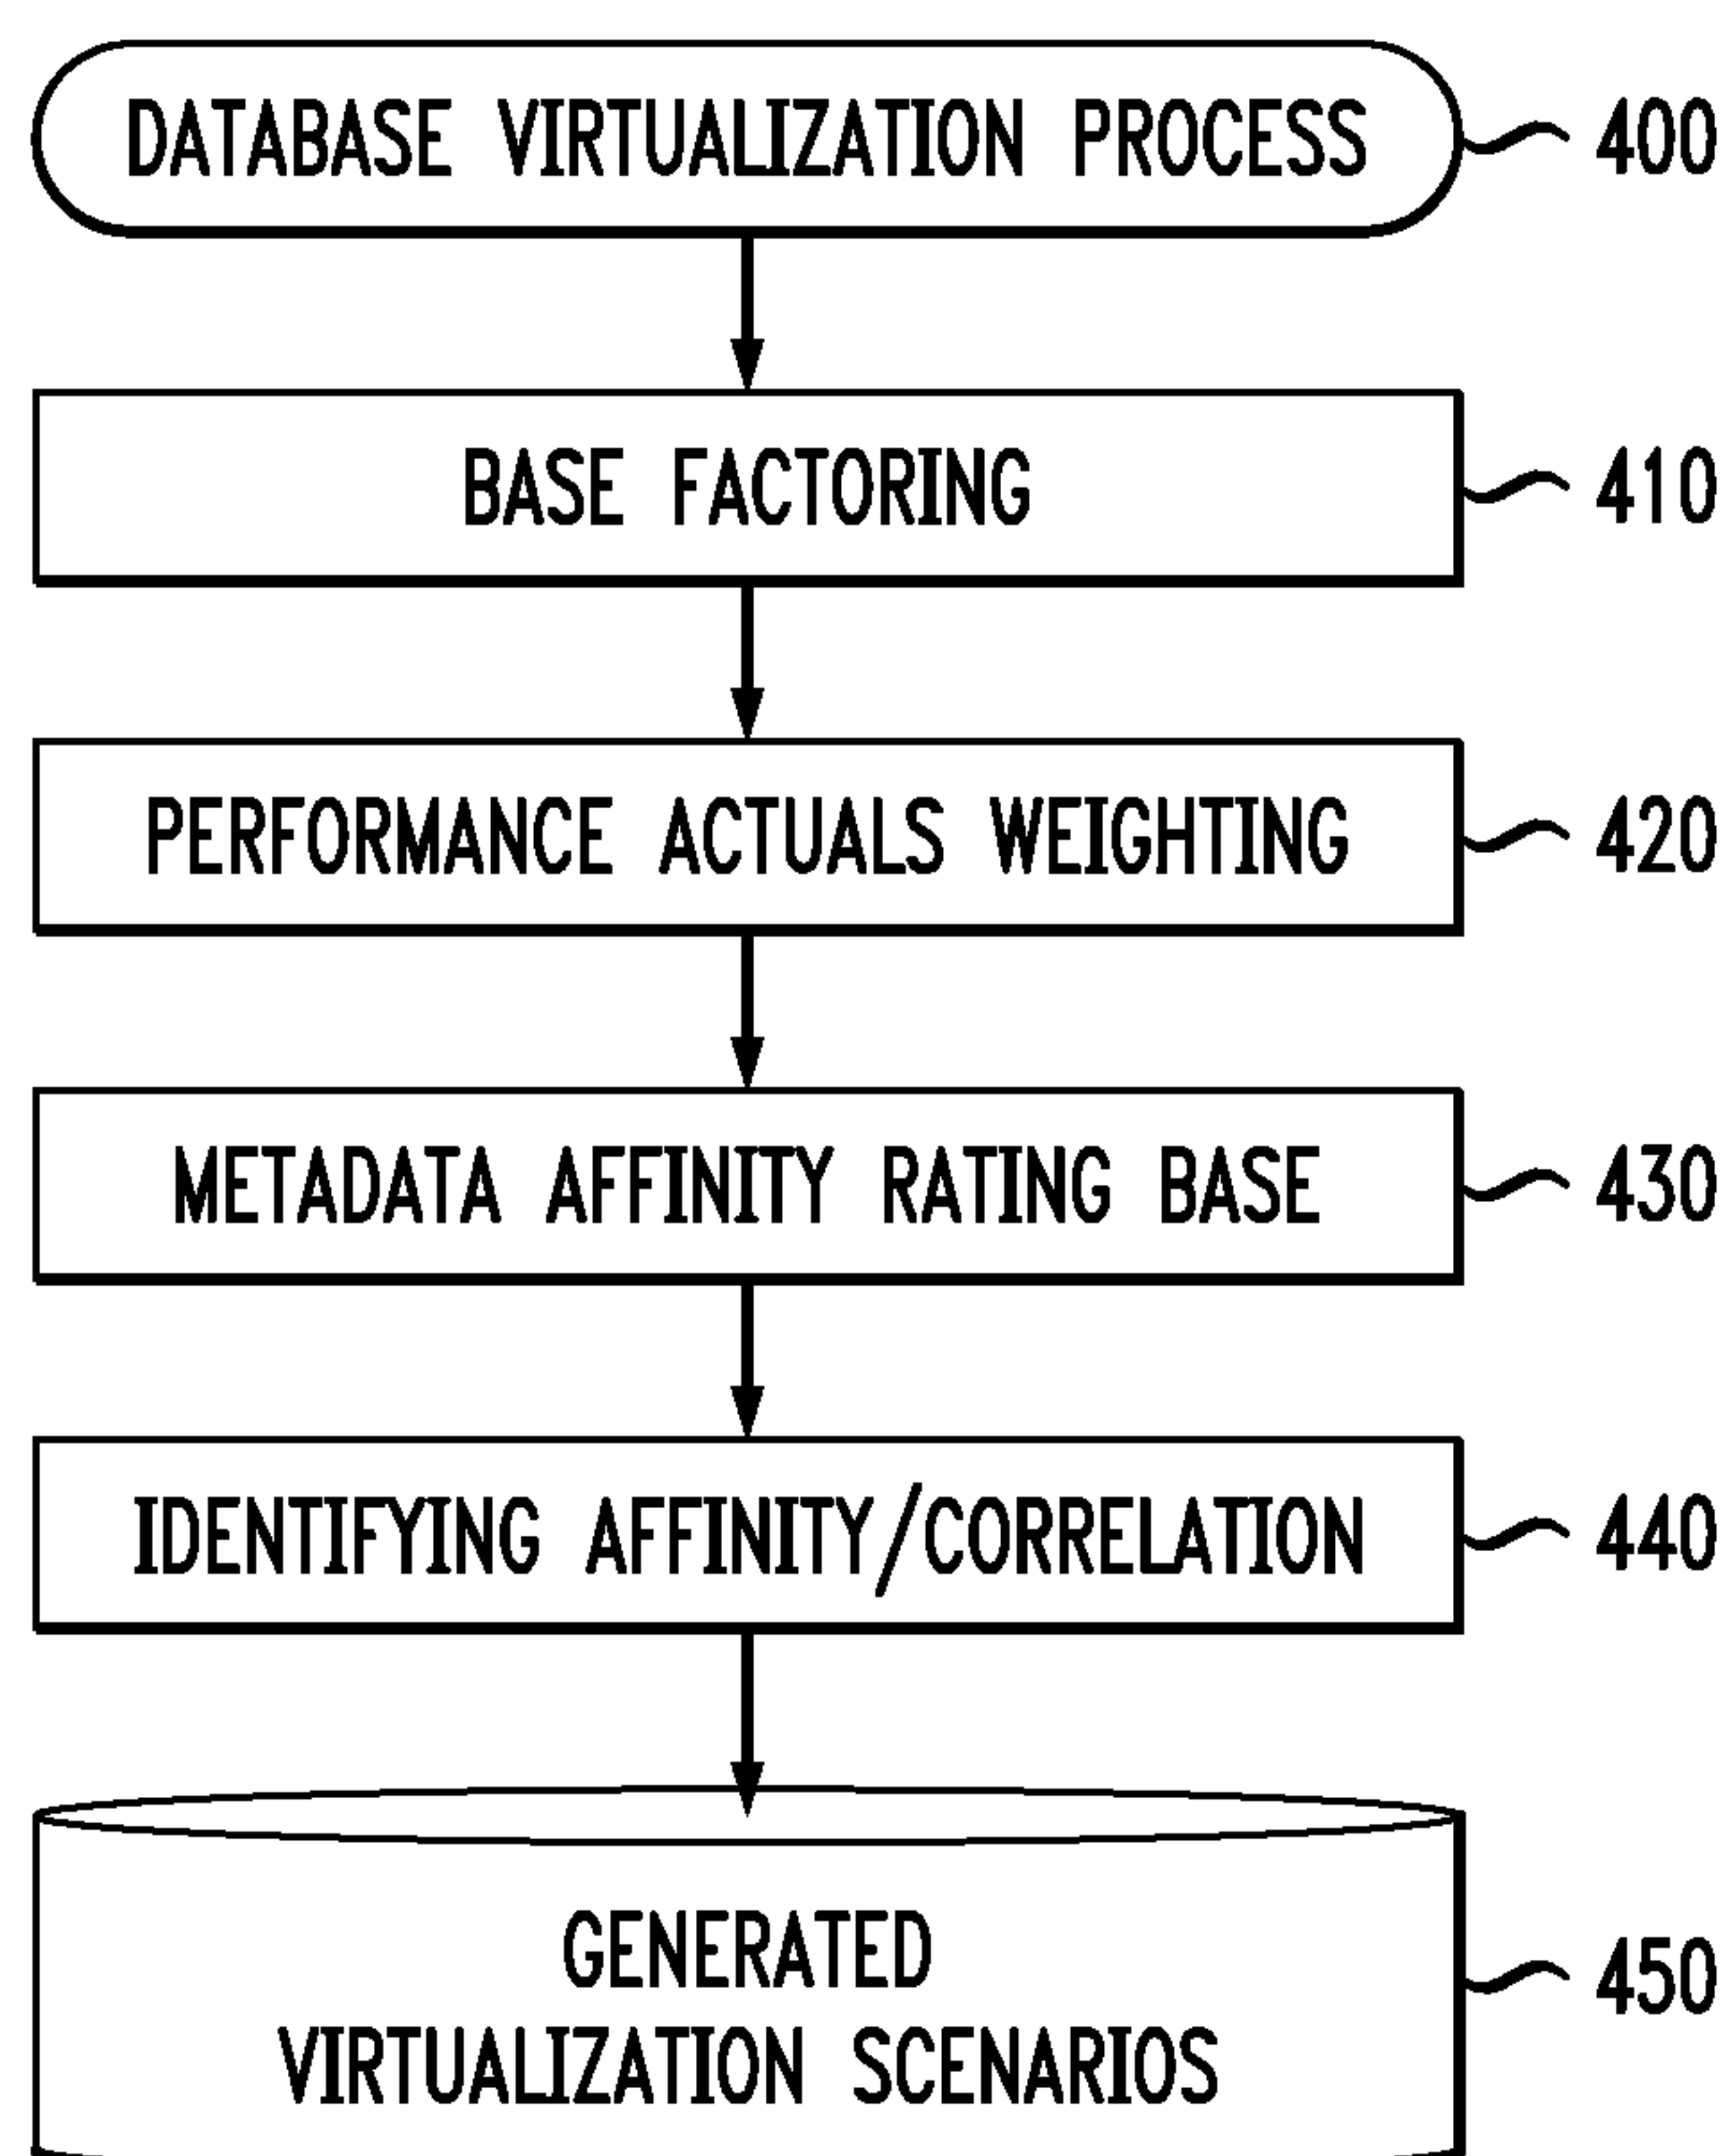 DATABASE VIRTUALIZATION PROCESS 400
BASE FACTORING 410
PERFORMANCE ACTUALS WEIGHTING 420
METADATA AFFINITY RATING BASE 430
IDENTIFYING AFFINITY/CORRELATION 440
GENERATED
VIRTUALIZATION SCENARIOS
450